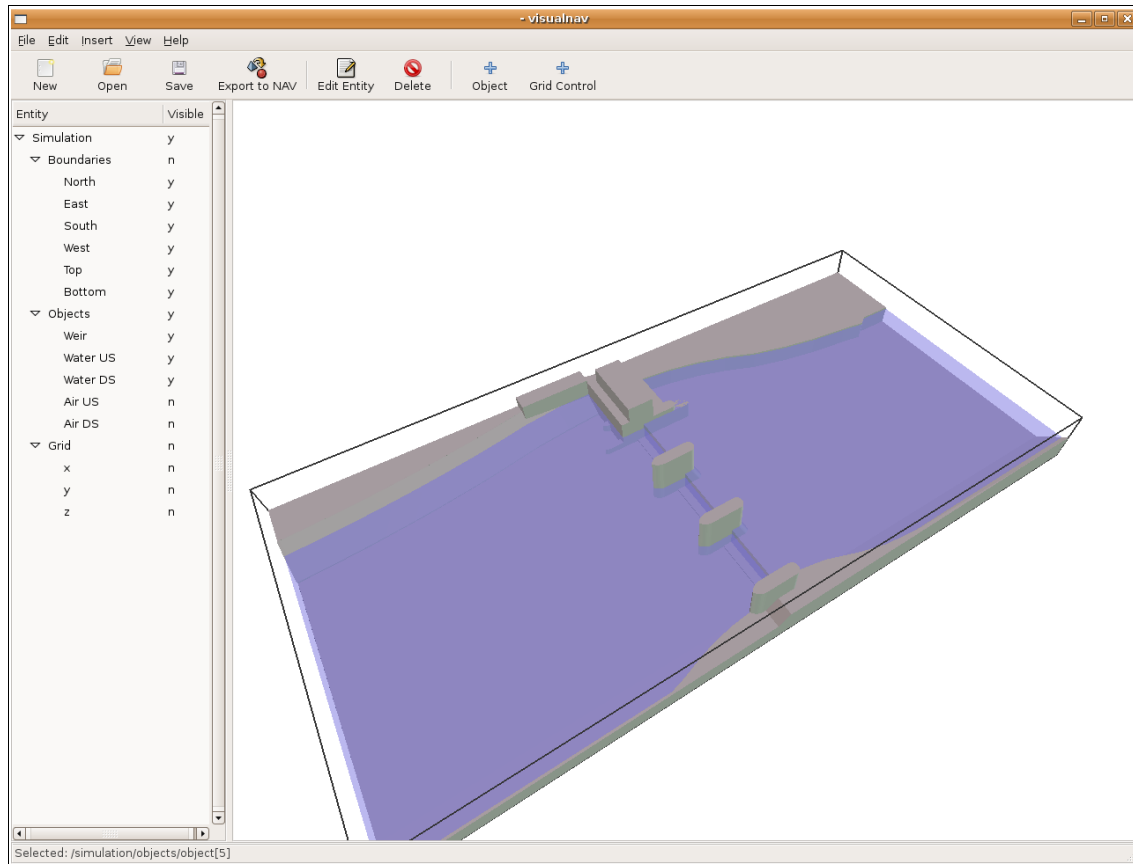 - visualnav
File Edit Insert View Help
New Open Save Export to NAV Edit Entity Delete Object Grid Control
Entity Visible
Simulation y
Boundaries n
North y
East y
South y
West y
Top y
Bottom y
Objects y
Weir y
Water US y
Water DS y
Air US n
Air DS n
Grid n
x n
y n
z n
Selected: /simulation/objects/object[5]